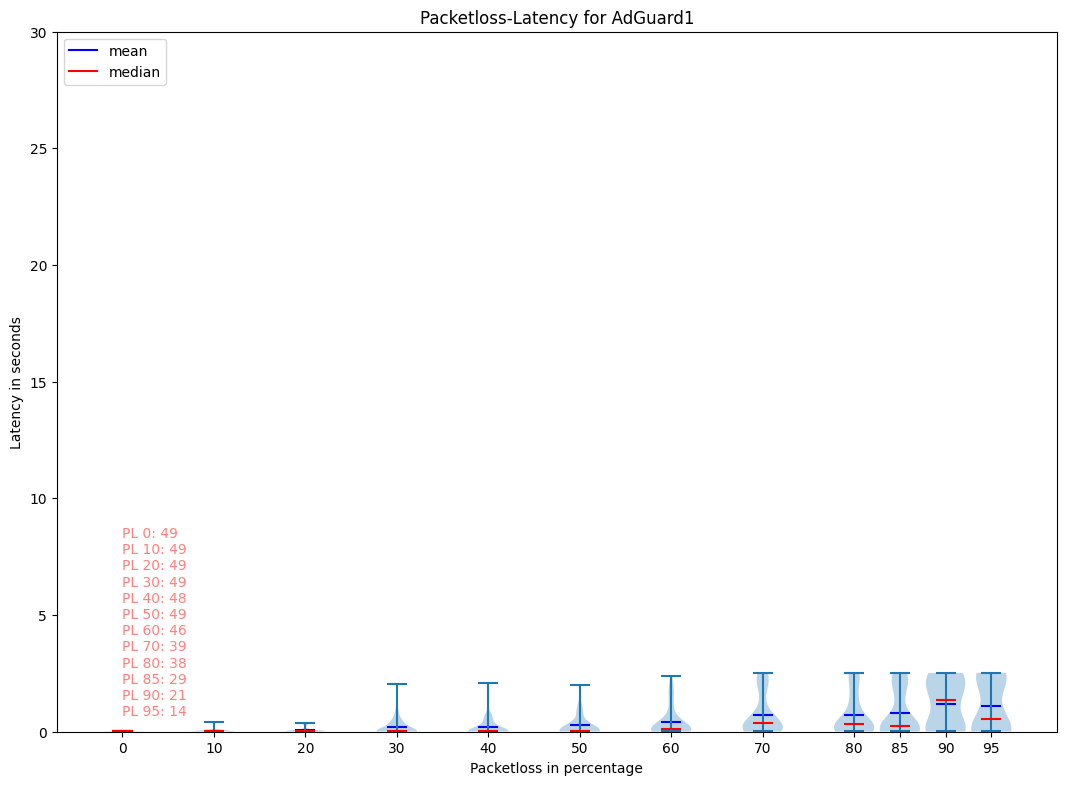 Packetloss-Latency for AdGuard1
mean
median
30
25
20
15
10
5
0
Latency in seconds
PL 0: 49
PL 10: 49
PL 20: 49
PL 30: 49
PL 40: 48
PL 50: 49
PL 60: 46
PL 70: 39
PL 80: 38
PL 85: 29
PL 90: 21
PL 95: 14
0 10 20 30 40 50 60 70 80 85 90 95
Packetloss in percentage